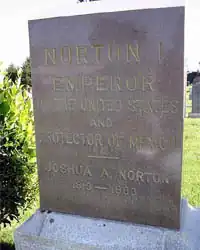 NORTON I.
EMPEROR
OF THE UNITED STATES
AND
PROTECTOR OF MEXICO
JOSHUA A. NORTON
1819-1880